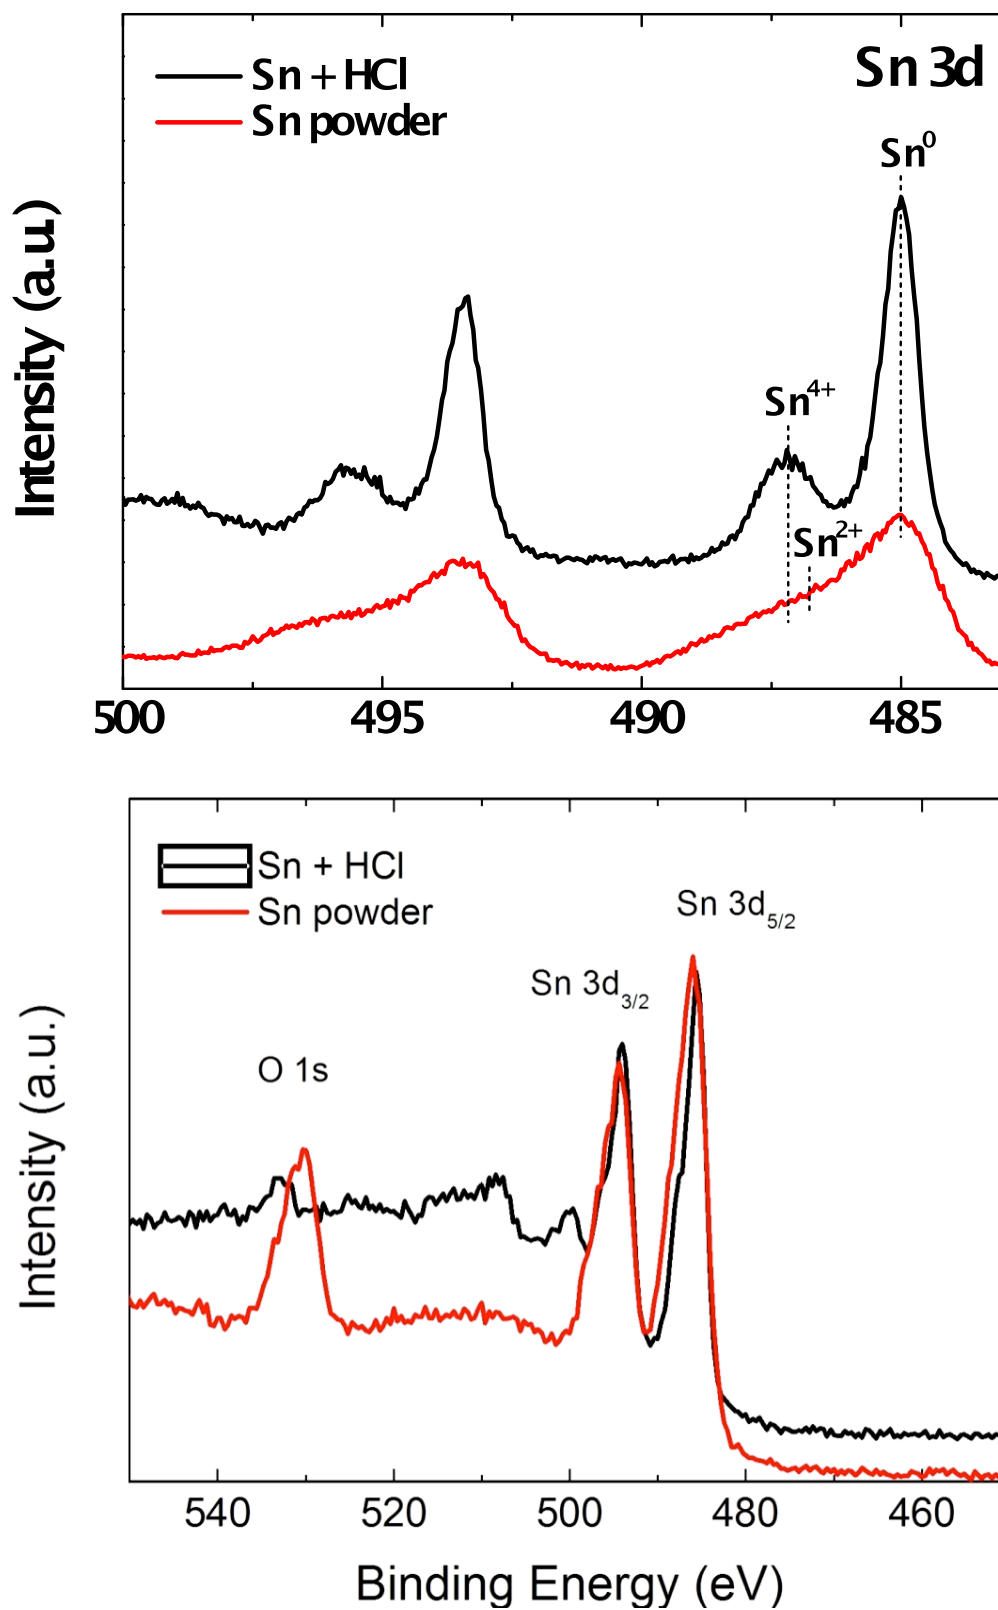 Sn + HCl
Sn powder
Sn 3d
Sn⁰
Sn⁴⁺
Sn²⁺
Intensity (a.u.)
500 495 490 485
Sn + HCl
Sn powder
Sn 3d₅/₂
Sn 3d₃/₂
O 1s
Intensity (a.u.)
540 520 500 480 460
Binding Energy (eV)